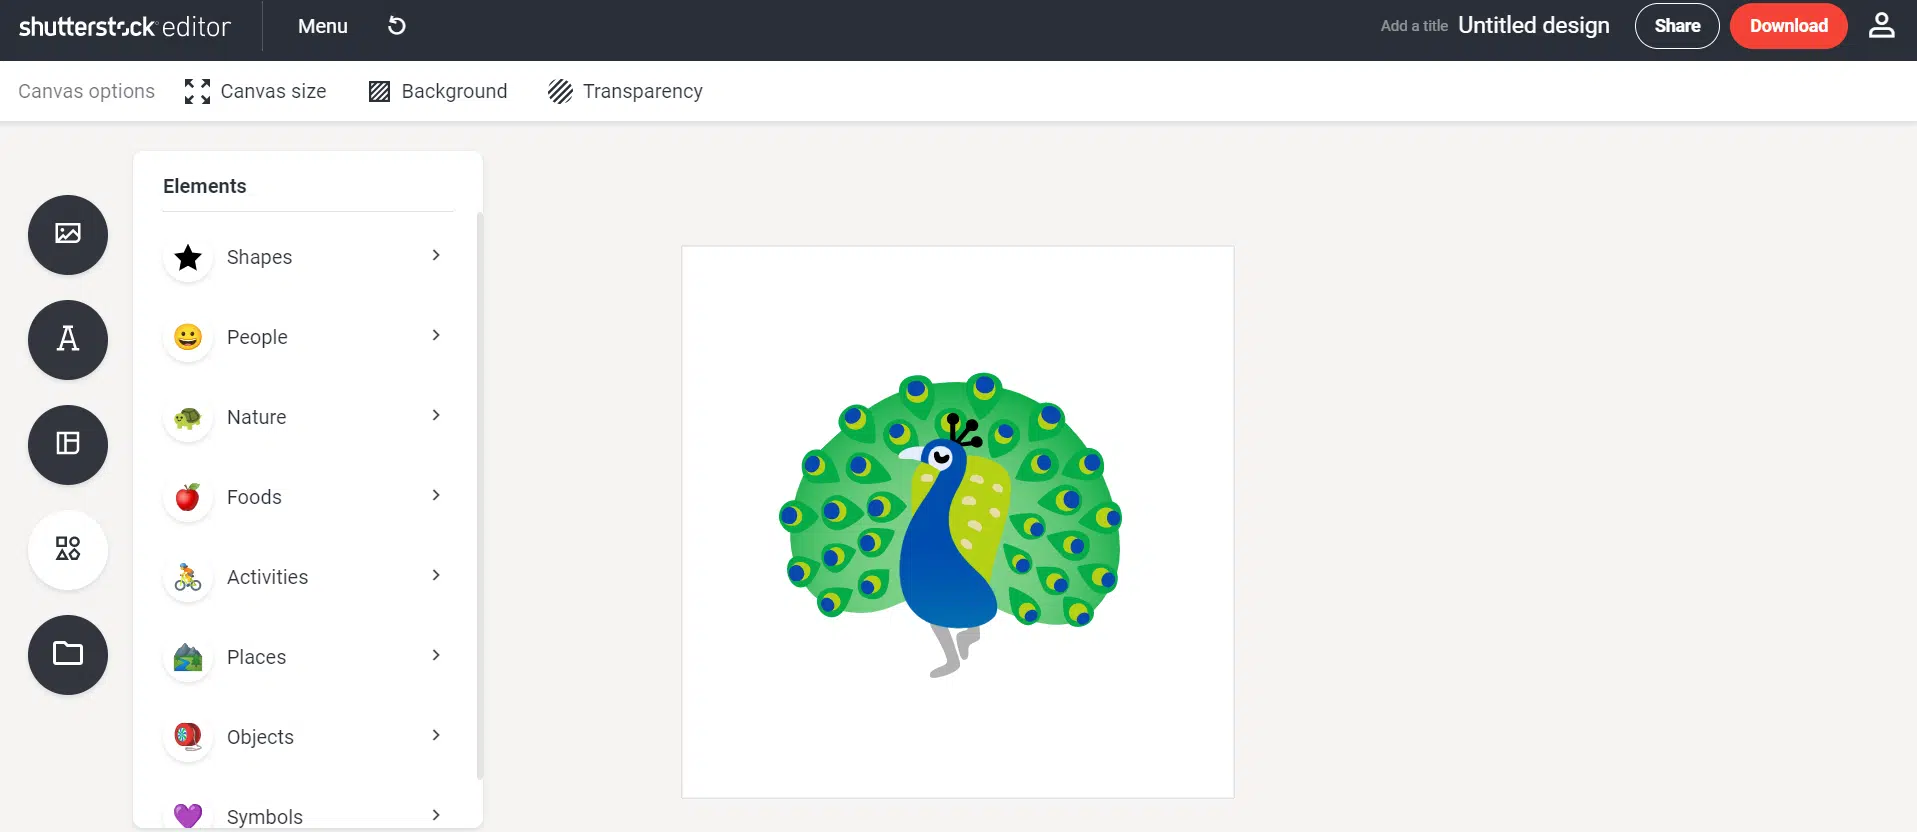 shutterstock editor
Menu
Add a title Untitled design
Share
Download
Canvas options
Canvas size
Background
Transparency
Elements
Shapes
People
Nature
Foods
Activities
Places
Objects
Symbols